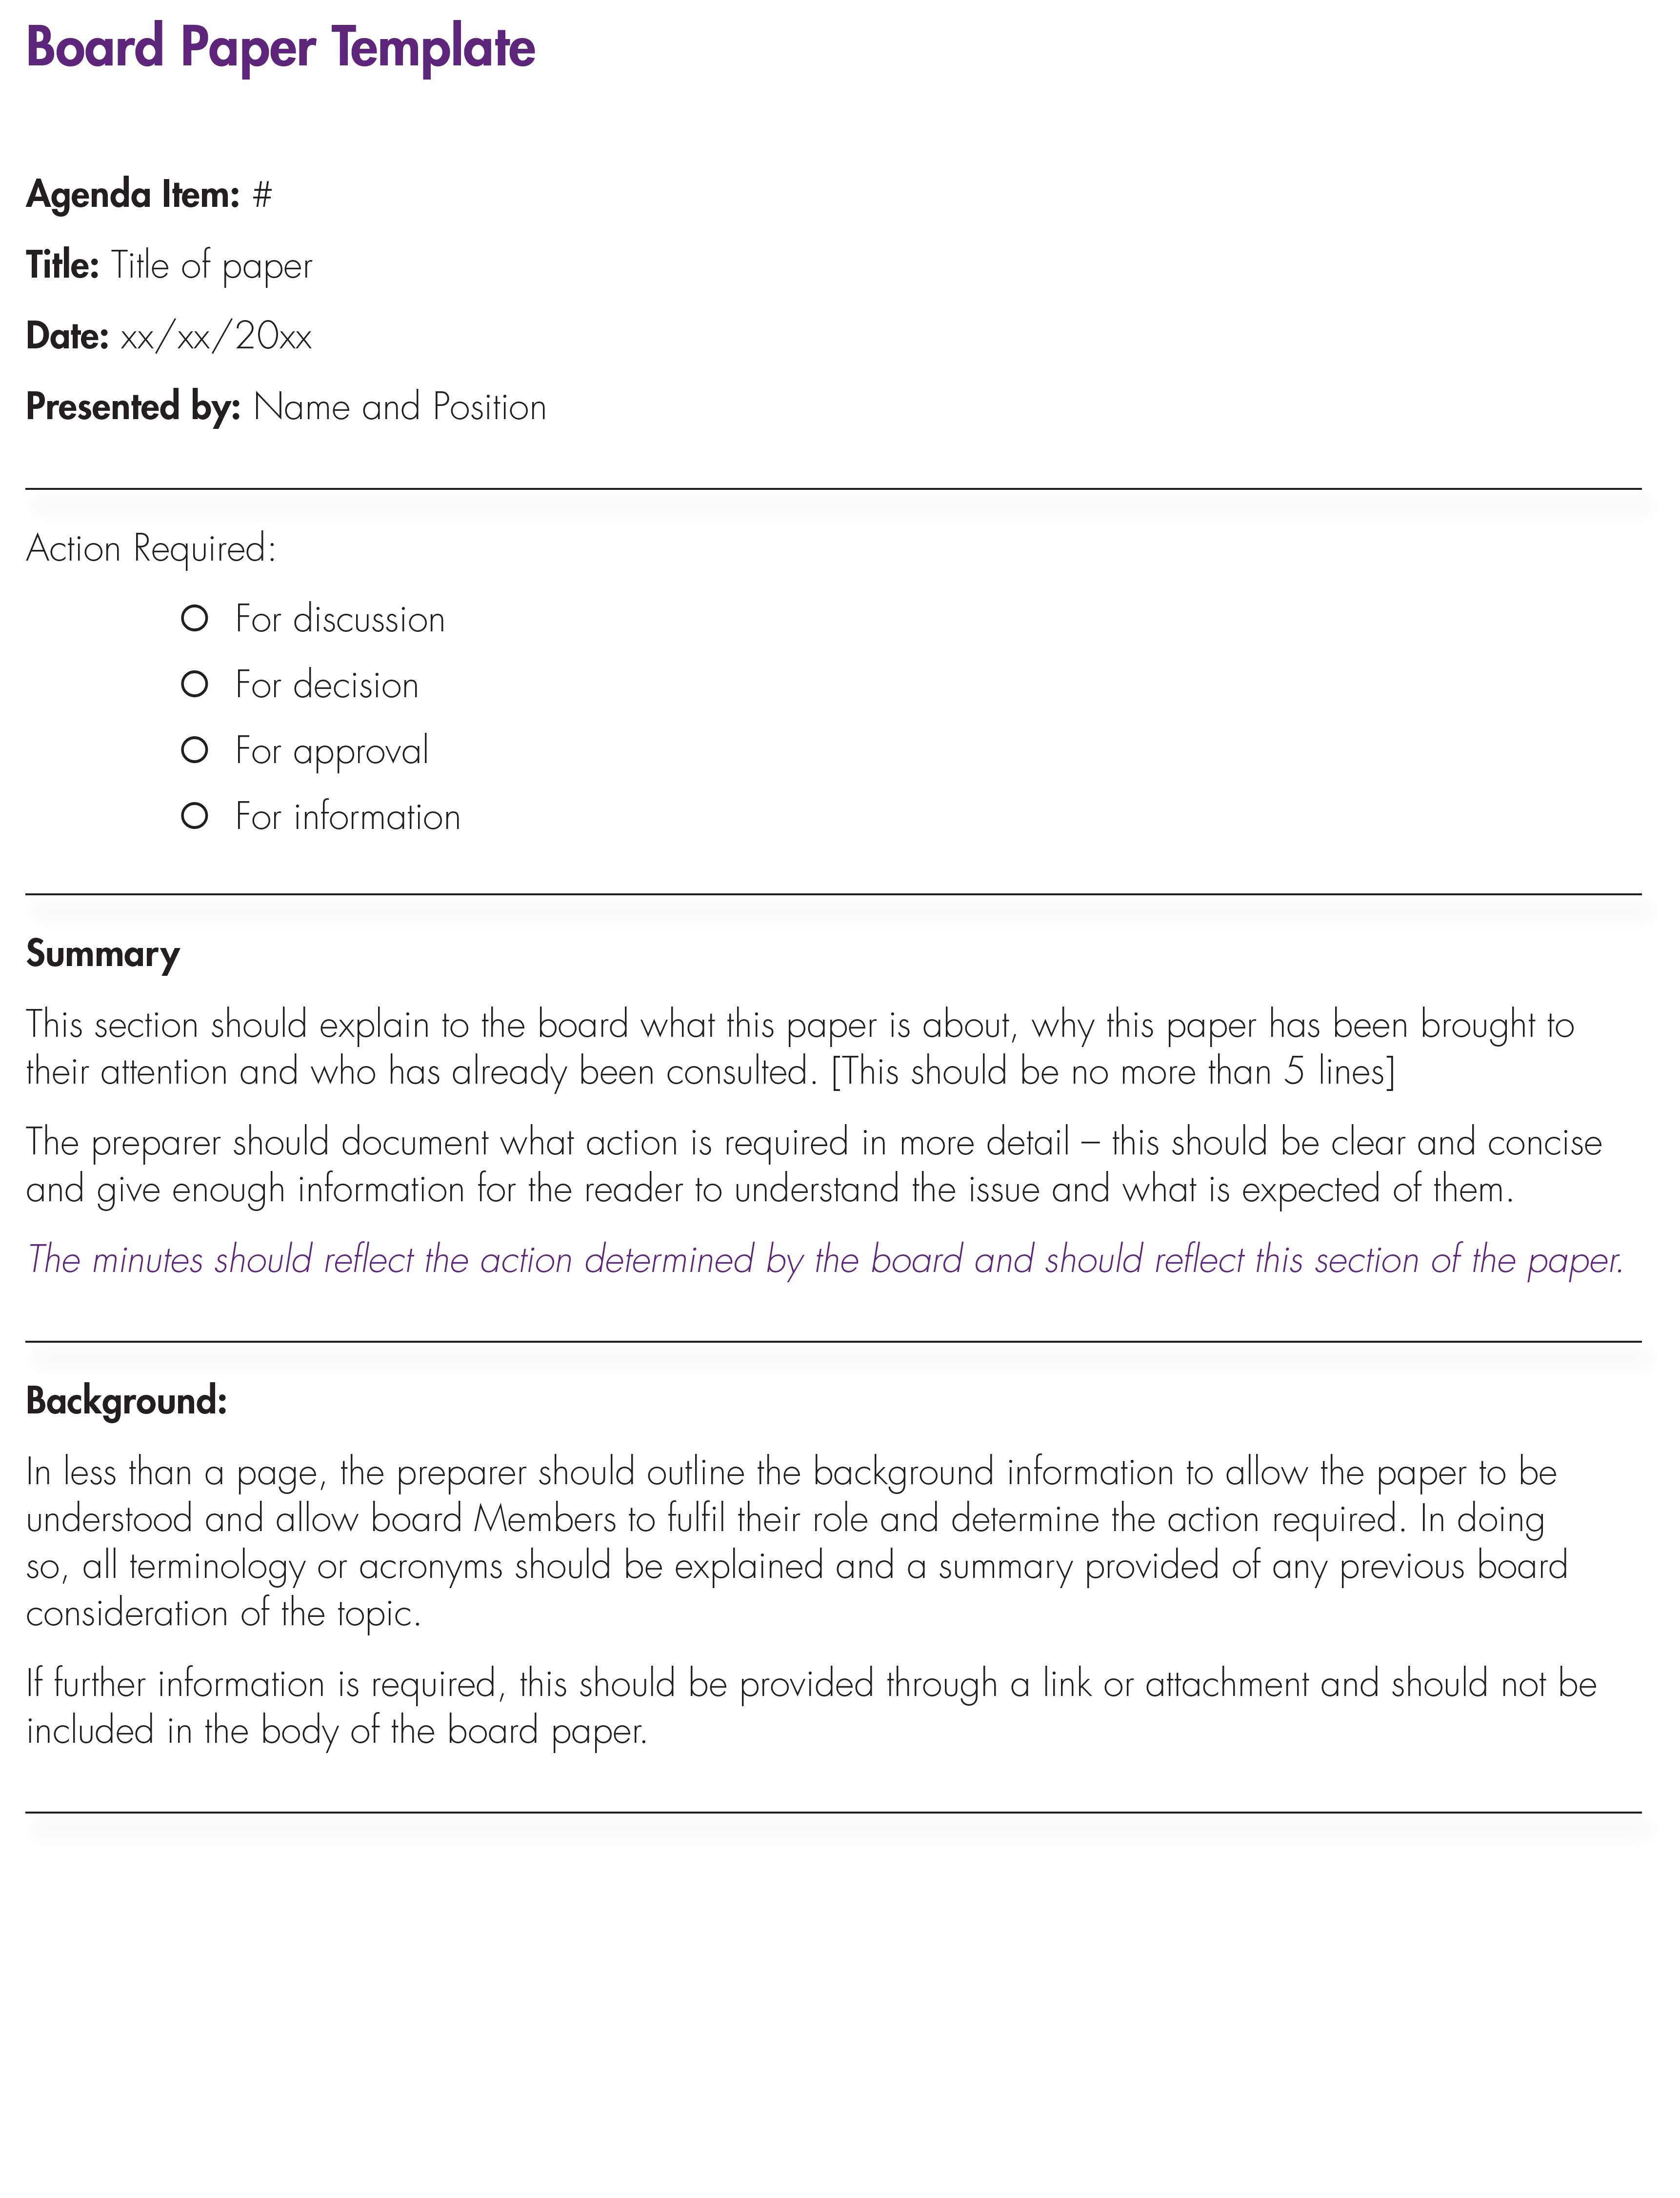 Board Paper Template
Agenda Item: #
Title: Title of paper
Date: xx/xx/20xx
Presented by: Name and Position
Action Required:
For discussion
For decision
For approval
For information
Summary
This section should explain to the board what this paper is about, why this paper has been brought to
their attention and who has already been consulted. [This should be no more than 5 lines]
The preparer should document what action is required in more detail – this should be clear and concise
and give enough information for the reader to understand the issue and what is expected of them.
The minutes should reflect the action determined by the board and should reflect this section of the paper.
Background:
In less than a page, the preparer should outline the background information to allow the paper to be
understood and allow board Members to fulfil their role and determine the action required. In doing
so, all terminology or acronyms should be explained and a summary provided of any previous board
consideration of the topic.
If further information is required, this should be provided through a link or attachment and should not be
included in the body of the board paper.